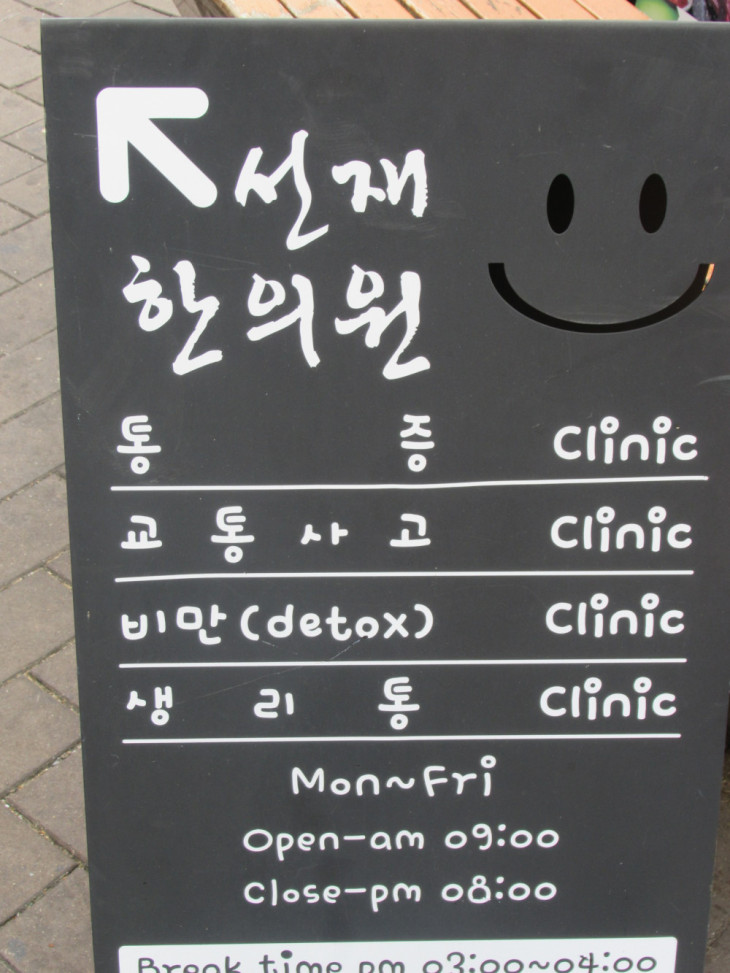 선재
한의원
통 증 Clinic
교 통 사 고 Clinic
비만(detox) Clinic
생 리 통 Clinic
Mon~Fri
Open-am 09:00
Close-pm 08:00
Break time pm 03:00~04:00